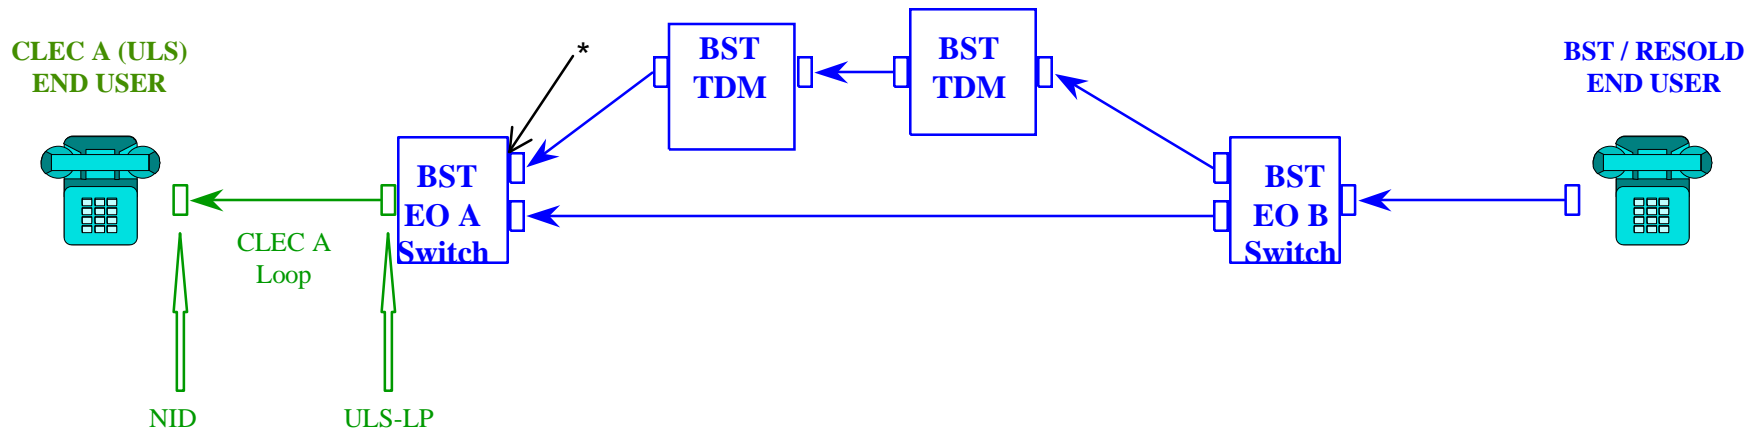 CLEC A (ULS)
END USER
*
BST
TDM
BST
TDM
BST / RESOLD
END USER
BST
EO A
Switch
BST
EO B
Switch
CLEC A
Loop
NID
ULS-LP